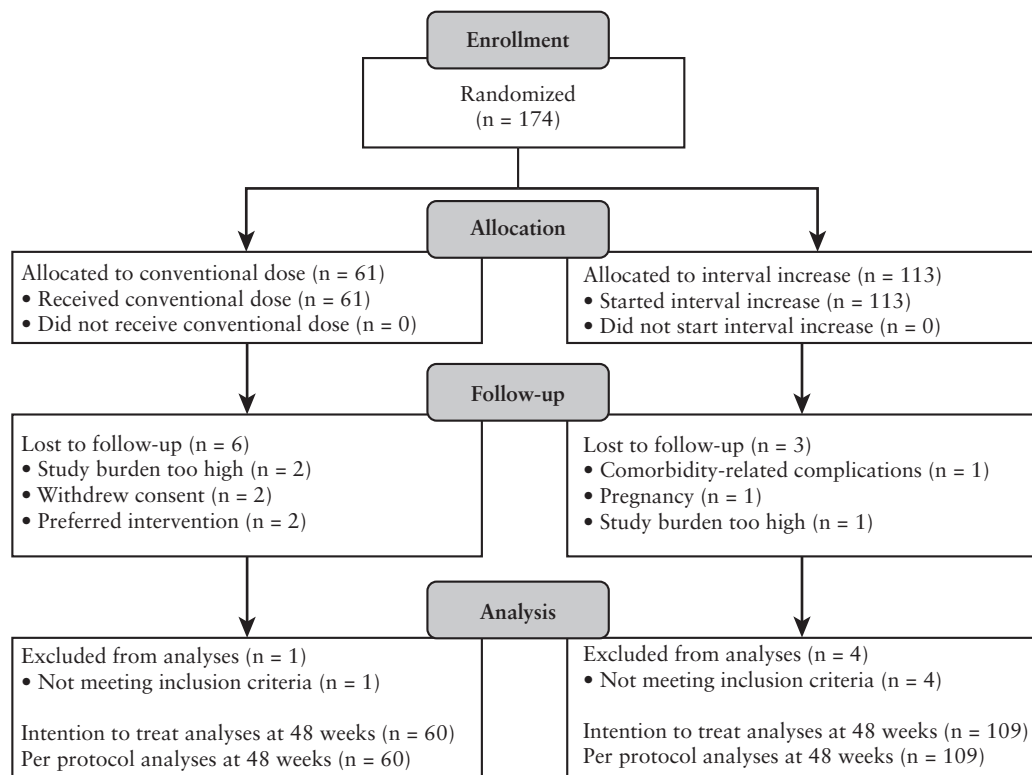 Enrollment
Randomized
(n = 174)
Allocation
Allocated to conventional dose (n = 61)
• Received conventional dose (n = 61)
• Did not receive conventional dose (n = 0)
Allocated to interval increase (n = 113)
• Started interval increase (n = 113)
• Did not start interval increase (n = 0)
Follow-up
Lost to follow-up (n = 6)
• Study burden too high (n = 2)
• Withdrew consent (n = 2)
• Preferred intervention (n = 2)
Lost to follow-up (n = 3)
• Comorbidity-related complications (n = 1)
• Pregnancy (n = 1)
• Study burden too high (n = 1)
Analysis
Excluded from analyses (n = 1)
• Not meeting inclusion criteria (n = 1)
Intention to treat analyses at 48 weeks (n = 60)
Per protocol analyses at 48 weeks (n = 60)
Excluded from analyses (n = 4)
• Not meeting inclusion criteria (n = 4)
Intention to treat analyses at 48 weeks (n = 109)
Per protocol analyses at 48 weeks (n = 109)